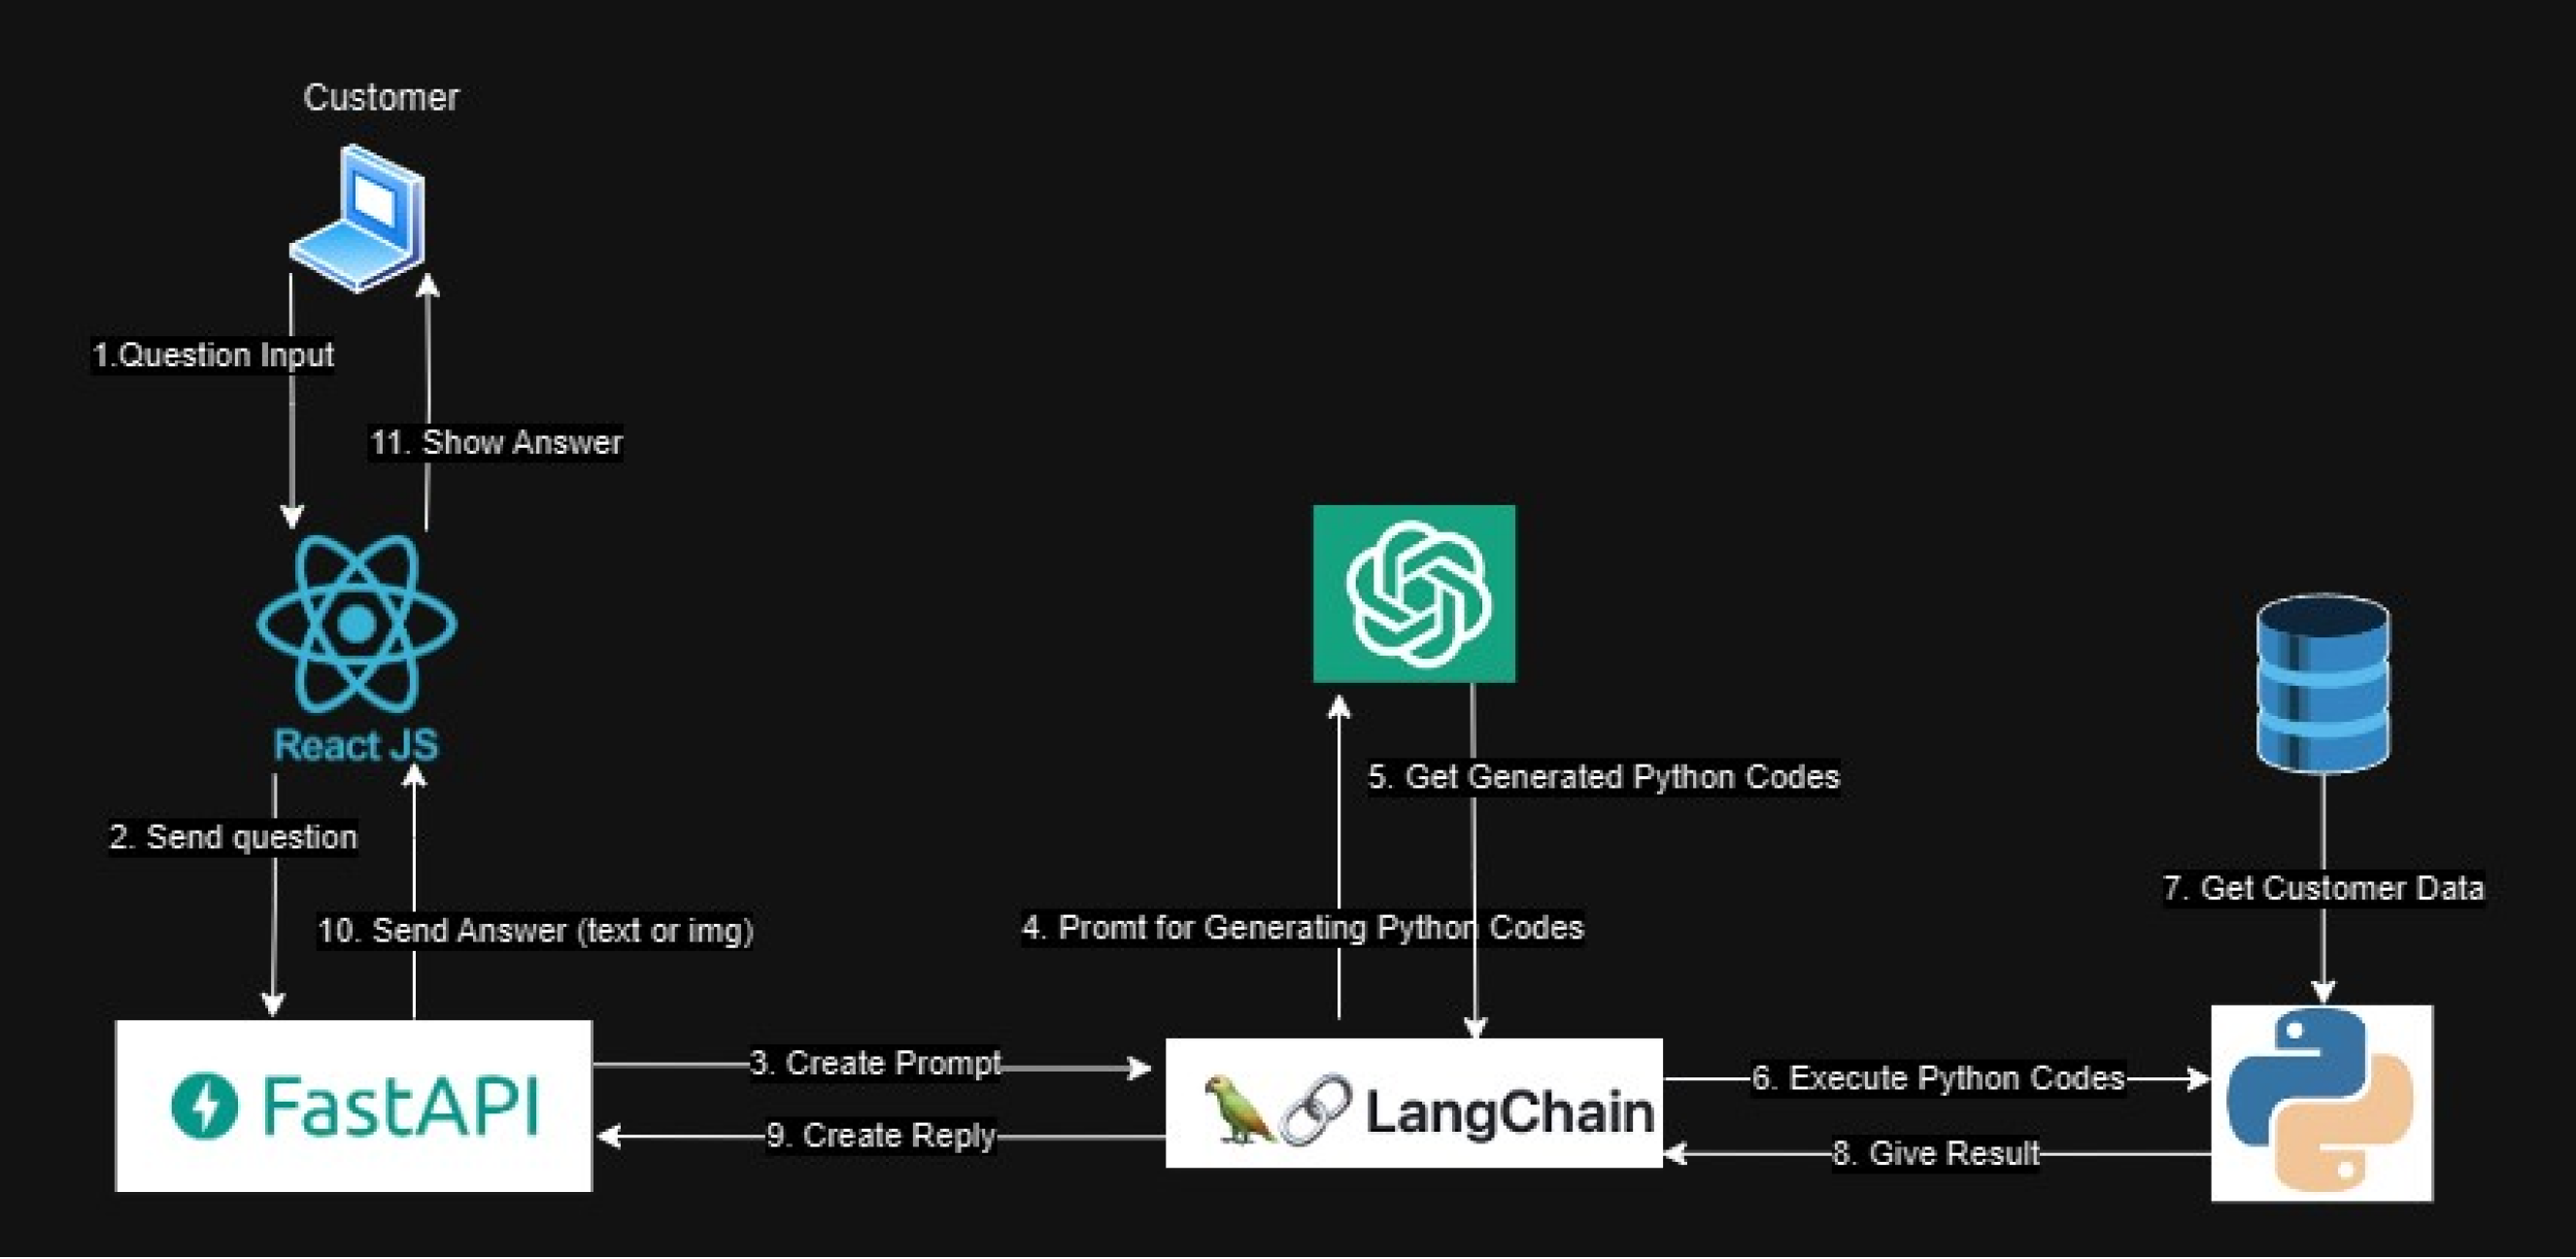 Customer
1.Question Input
11. Show Answer
React JS
2. Send question
10. Send Answer (text or img)
FastAPI
3. Create Prompt
9. Create Reply
4. Promt for Generating Python Codes
5. Get Generated Python Codes
LangChain
6. Execute Python Codes
8. Give Result
7. Get Customer Data